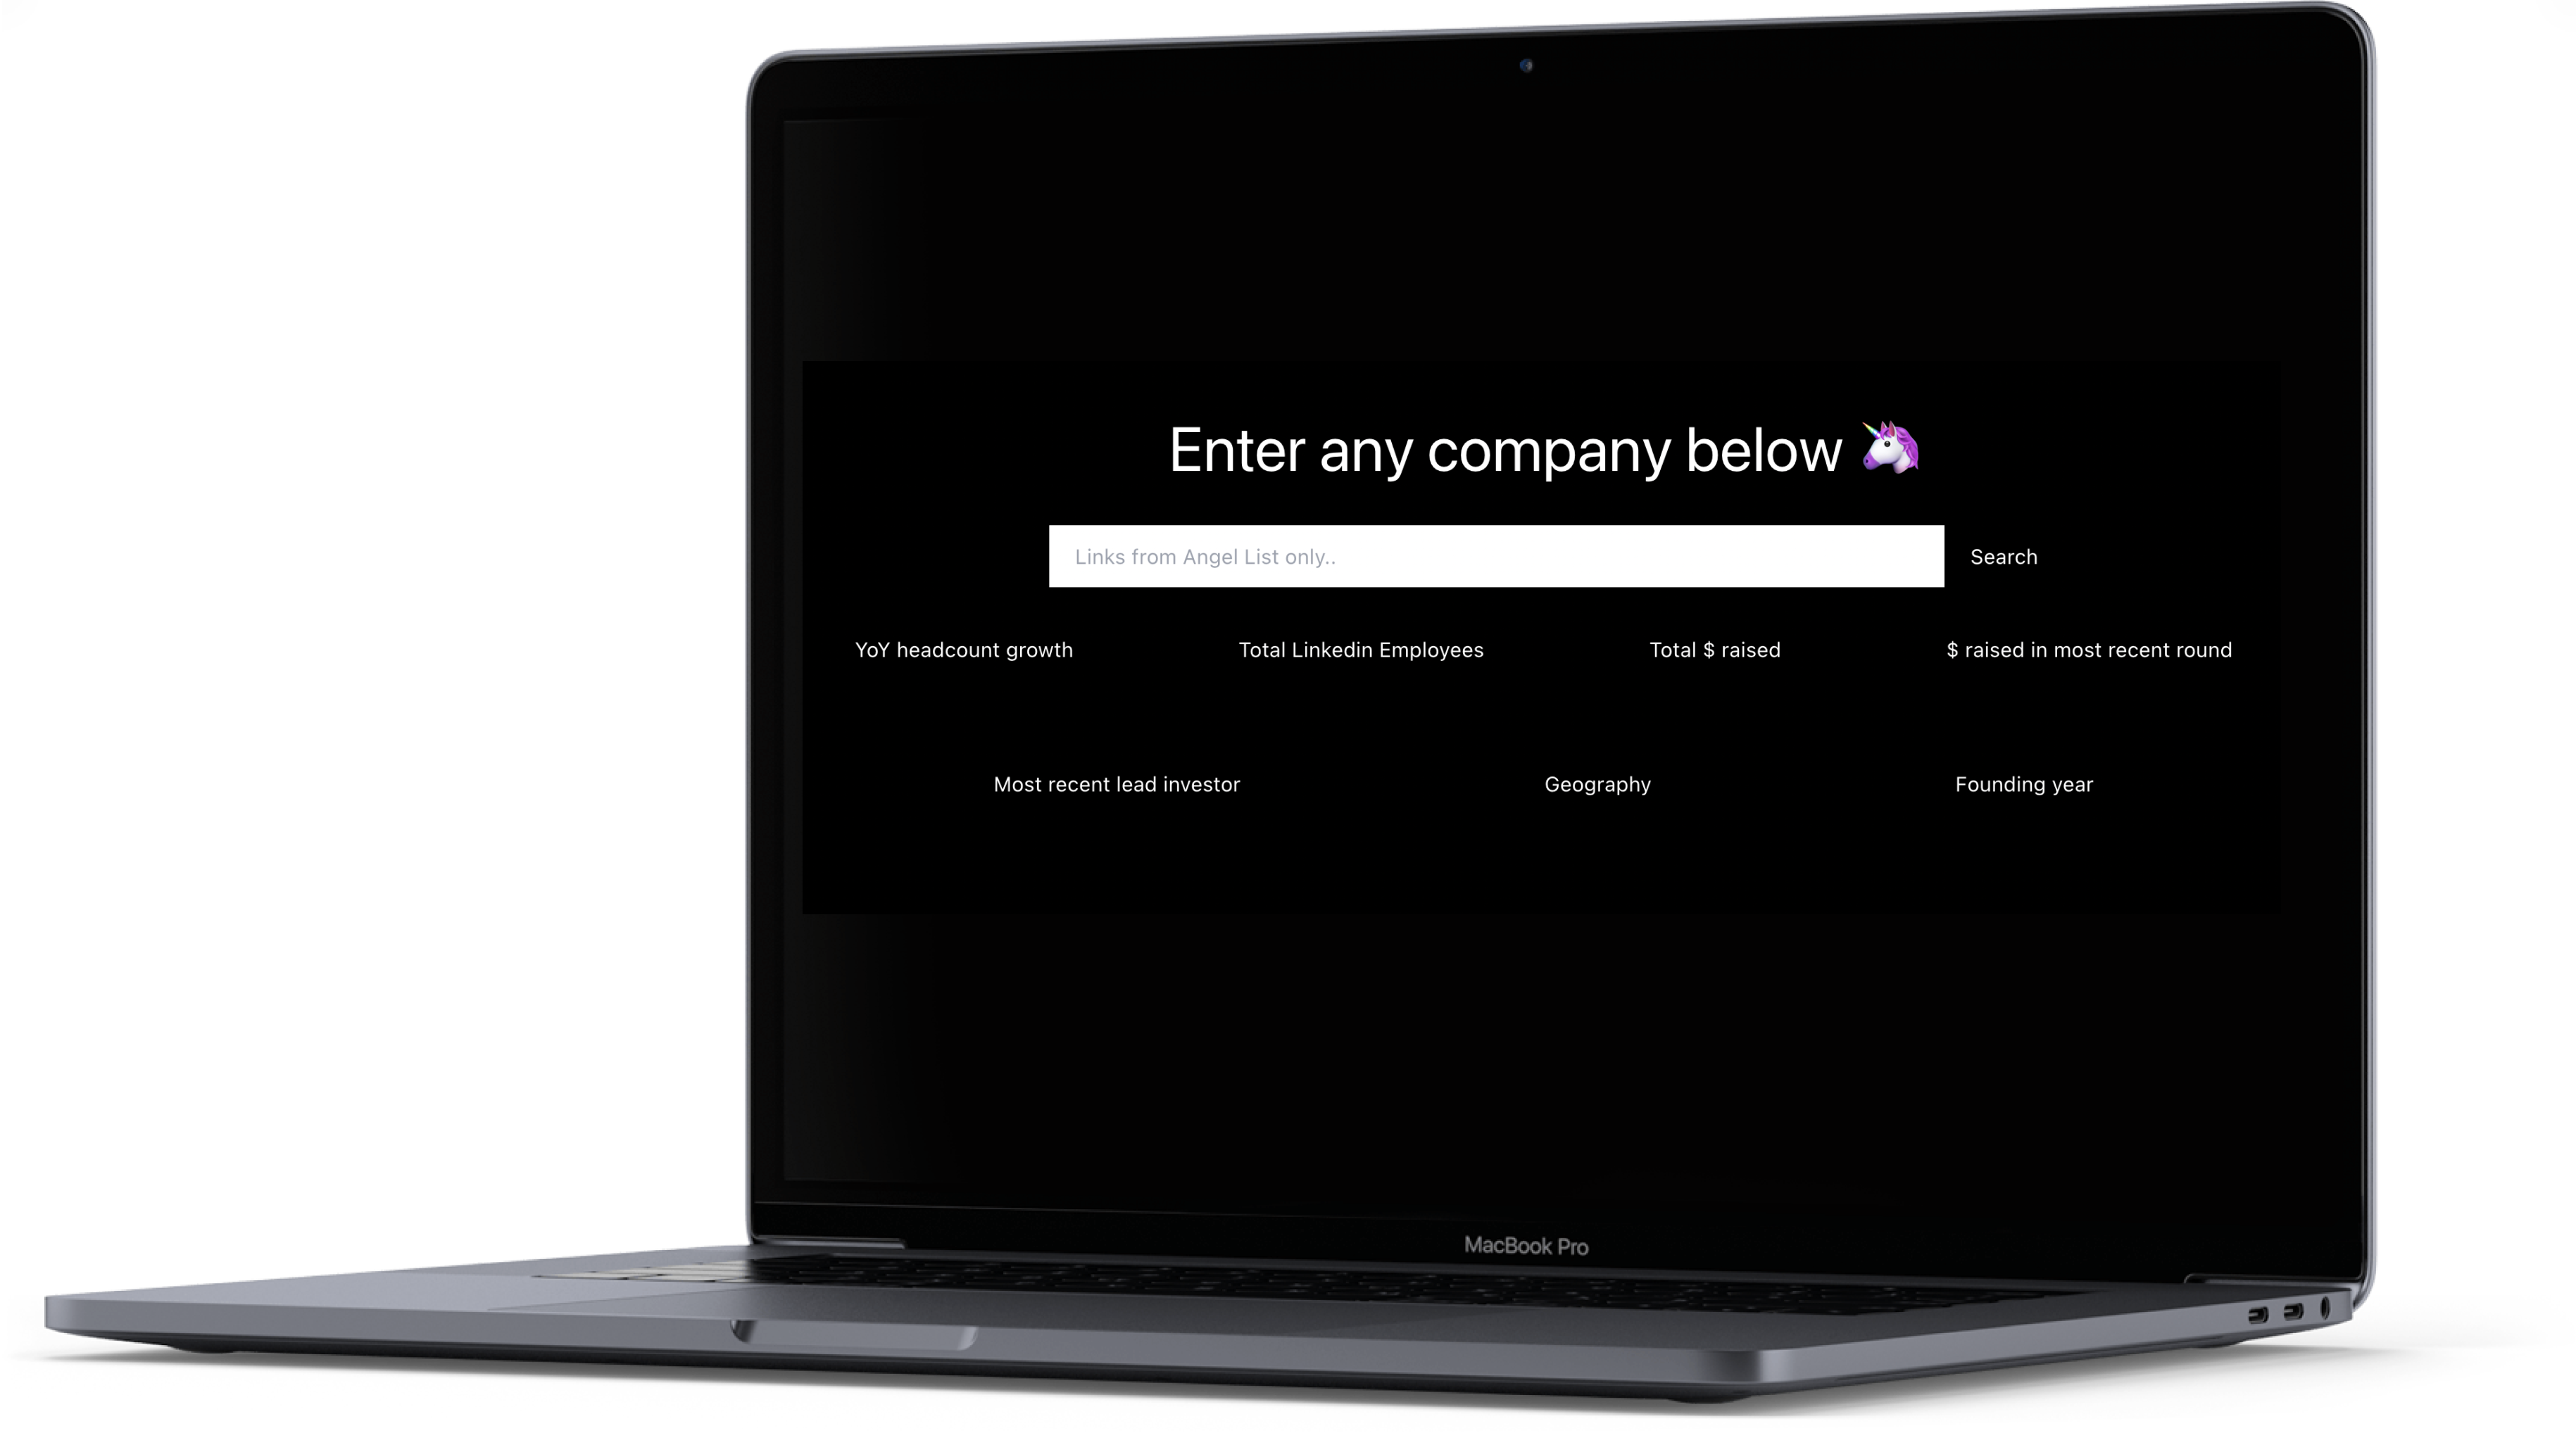 Enter any company below 🦄
Links from Angel List only..
Search
YoY headcount growth
Total Linkedin Employees
Total $ raised
$ raised in most recent round
Most recent lead investor
Geography
Founding year
MacBook Pro